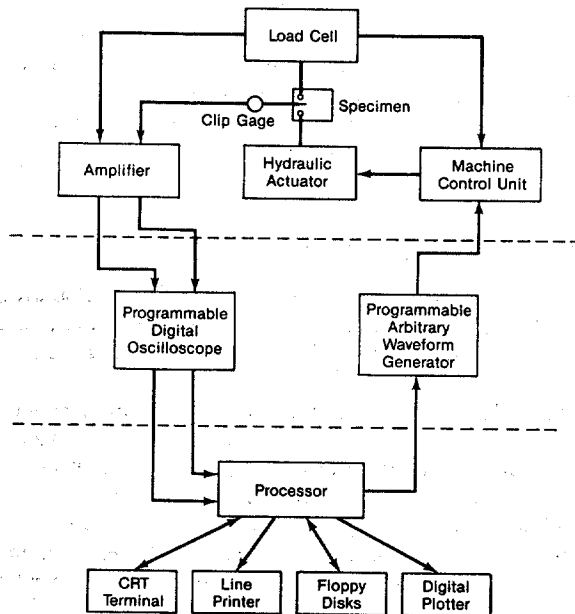 Load Cell
Specimen
Clip Gage
Amplifier
Hydraulic
Actuator
Machine
Control Unit
Programmable
Digital
Oscilloscope
Programmable
Arbitrary
Waveform
Generator
Processor
CRT
Terminal
Line
Printer
Floppy
Disks
Digital
Plotter